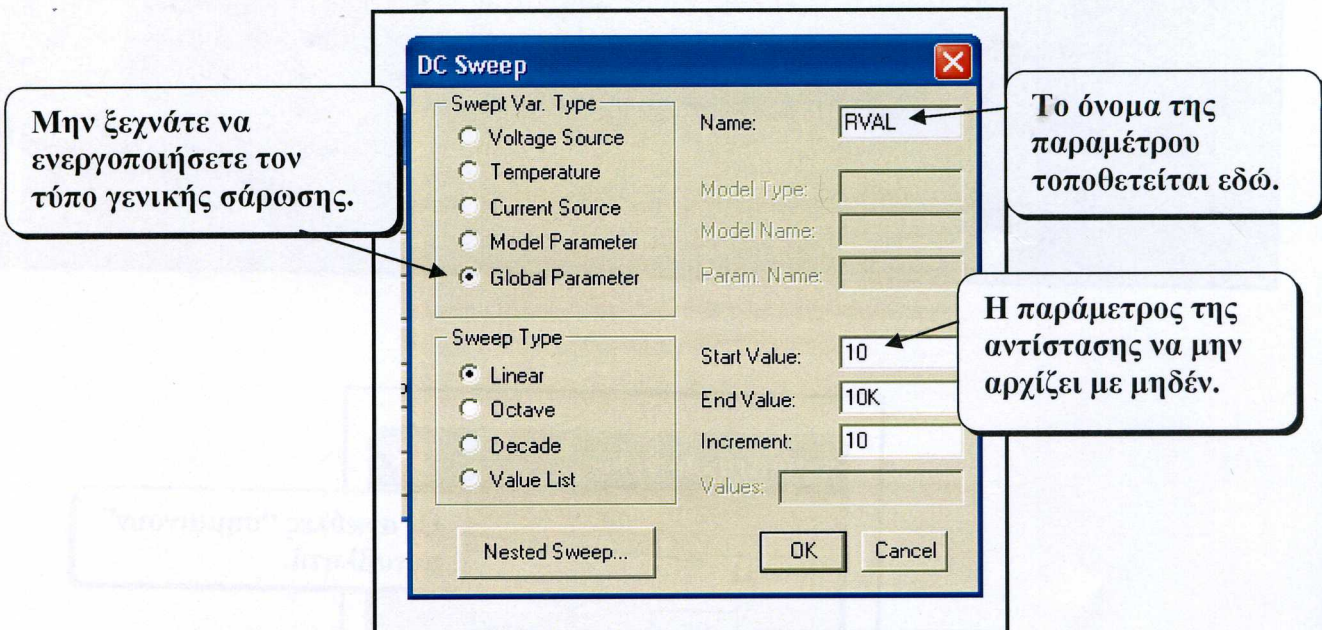 DC Sweep
Μην ξεχνάτε να
ενεργοποιήσετε τον
τύπο γενικής σάρωσης.
Swept Var. Type
Voltage Source
Temperature
Current Source
Model Parameter
Global Parameter
Name: RVAL
Model Type:
Model Name:
Param. Name:
Το όνομα της
παραμέτρου
τοποθετείται εδώ.
Sweep Type
Linear
Octave
Decade
Value List
Start Value: 10
End Value: 10K
Increment: 10
Values:
Η παράμετρος της
αντίστασης να μην
αρχίζει με μηδέν.
Nested Sweep...
OK
Cancel